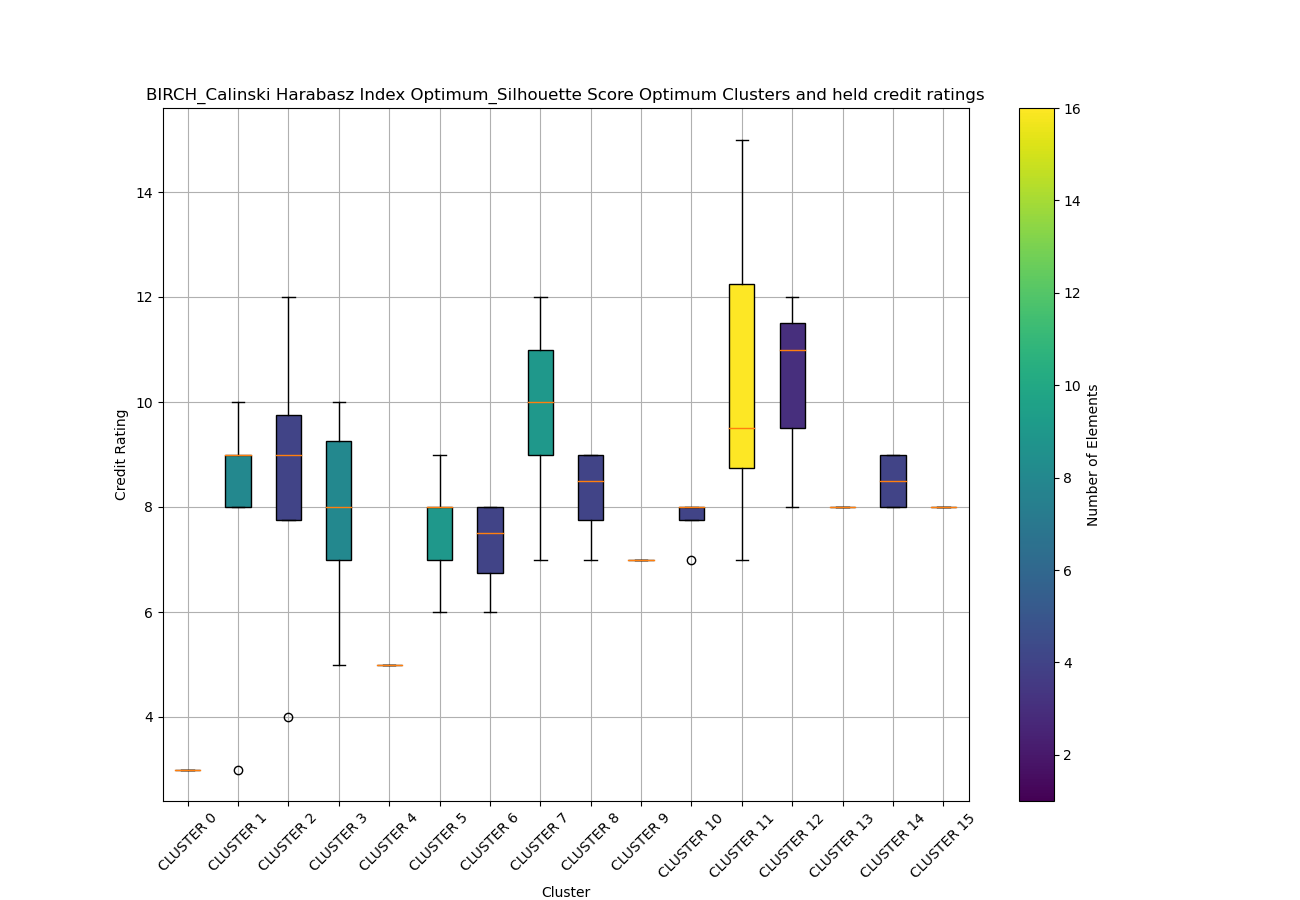 BIRCH_Calinski Harabasz Index Optimum_Silhouette Score Optimum Clusters and held credit ratings
Credit Rating
14
12
10
8
6
4
CLUSTER 0
CLUSTER 1
CLUSTER 2
CLUSTER 3
CLUSTER 4
CLUSTER 5
CLUSTER 6
CLUSTER 7
CLUSTER 8
CLUSTER 9
CLUSTER 10
CLUSTER 11
CLUSTER 12
CLUSTER 13
CLUSTER 14
CLUSTER 15
Cluster
16
14
12
10
8
6
4
2
Number of Elements